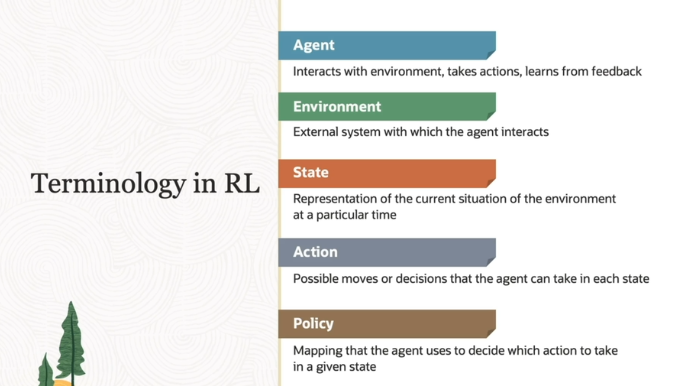 Terminology in RL
Agent
Interacts with environment, takes actions, learns from feedback
Environment
External system with which the agent interacts
State
Representation of the current situation of the environment
at a particular time
Action
Possible moves or decisions that the agent can take in each state
Policy
Mapping that the agent uses to decide which action to take
in a given state